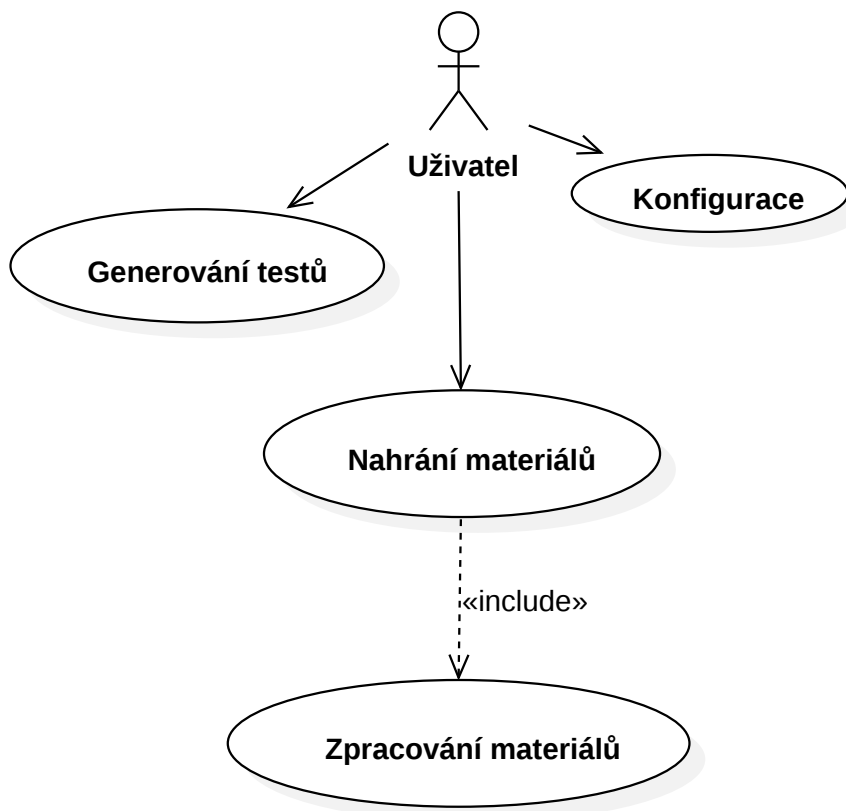 Uživatel
Konfigurace
Generování testů
Nahrání materiálů
«include»
Zpracování materiálů